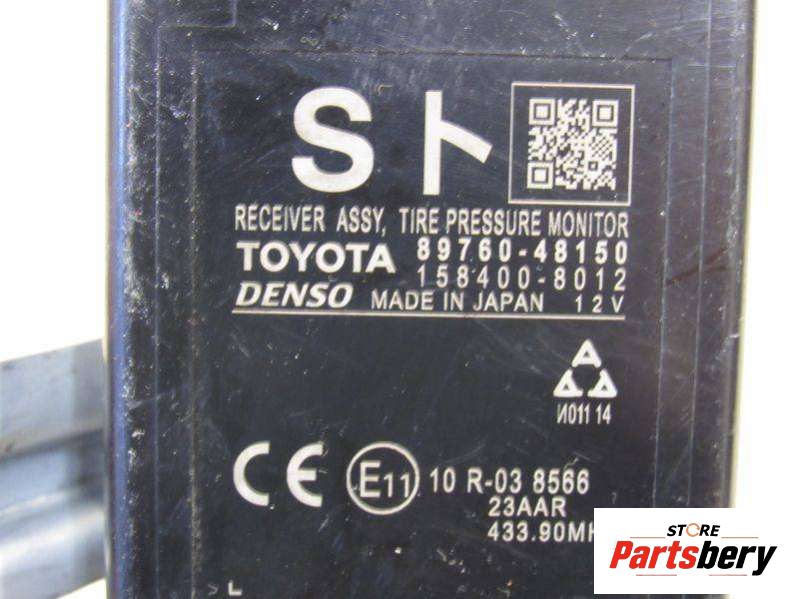 S ト
RECEIVER ASSY, TIRE PRESSURE MONITOR
TOYOTA 89760-48150
158400-8012
DENSO MADE IN JAPAN 12V
И011 14
CE E11 10 R-03 8566
23AAR
433.90MH
L
STORE
Partsbery